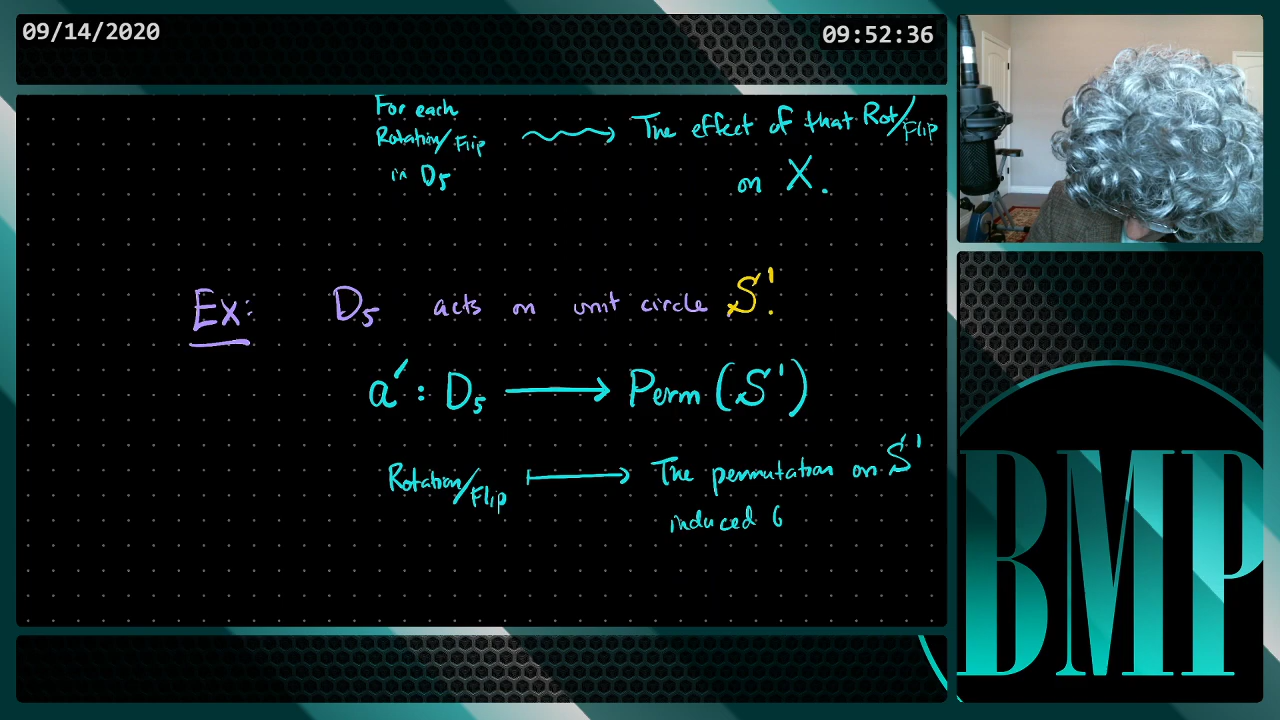 09/14/2020
09:52:36
For each
Rotation/Flip
in D5
The effect of that Rot/Flip
on X.
Ex: D5 acts on unit circle S¹.
a′: D5 ⟶ Perm(S¹)
Rotation/Flip ⟼ The permutation on S¹
induced
BMP